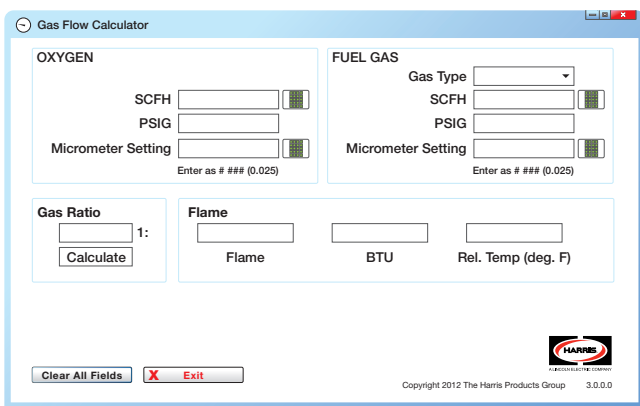 Gas Flow Calculator
OXYGEN
SCFH
PSIG
Micrometer Setting
Enter as # ### (0.025)
FUEL GAS
Gas Type
SCFH
PSIG
Micrometer Setting
Enter as # ### (0.025)
Gas Ratio
1:
Calculate
Flame
Flame BTU Rel. Temp (deg. F)
HARRIS
A LINCOLN ELECTRIC COMPANY
Clear All Fields X Exit
Copyright 2012 The Harris Products Group 3.0.0.0